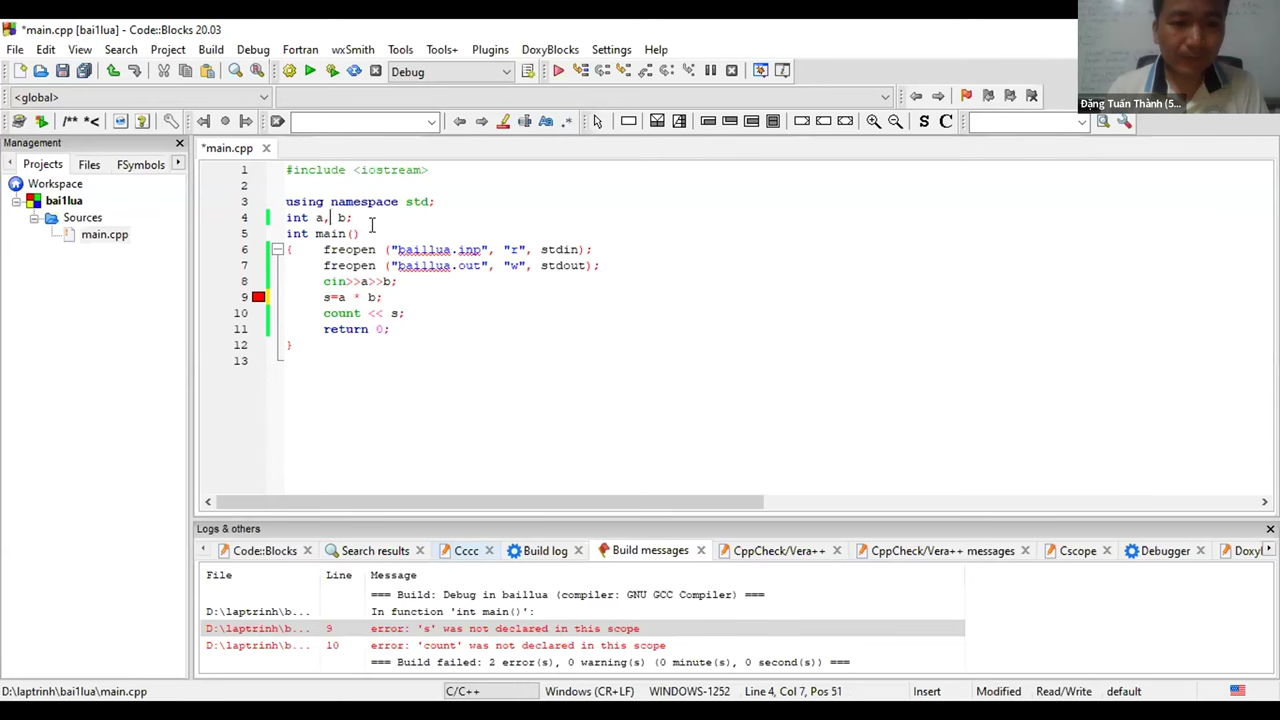 *main.cpp [bai1lua] - Code::Blocks 20.03
File Edit View Search Project Build Debug Fortran wxSmith Tools Tools+ Plugins DoxyBlocks Settings Help
Debug
<global>
/** *<
S C
Đặng Tuấn Thành (5...
Management
Projects Files FSymbols
Workspace
bai1lua
Sources
main.cpp
*main.cpp
1 #include <iostream>
2
3 using namespace std;
4 int a, b;
5 int main()
6 { freopen ("bai1lua.inp", "r", stdin);
7 freopen ("bai1lua.out", "w", stdout);
8 cin>>a>>b;
9 s=a * b;
10 count << s;
11 return 0;
12 }
13
Logs & others
Code::Blocks Search results Cccc Build log Build messages CppCheck/Vera++ CppCheck/Vera++ messages Cscope Debugger Doxy
File Line Message
=== Build: Debug in bai1lua (compiler: GNU GCC Compiler) ===
D:\laptrinh\b... In function 'int main()':
D:\laptrinh\b... 9 error: 's' was not declared in this scope
D:\laptrinh\b... 10 error: 'count' was not declared in this scope
=== Build failed: 2 error(s), 0 warning(s) (0 minute(s), 0 second(s)) ===
D:\laptrinh\bai1lua\main.cpp C/C++ Windows (CR+LF) WINDOWS-1252 Line 4, Col 7, Pos 51 Insert Modified Read/Write default